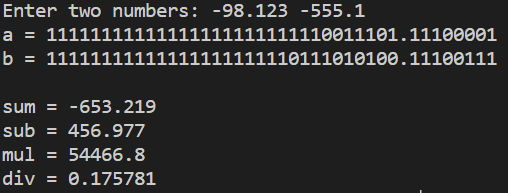 Enter two numbers: -98.123 -555.1
a = 11111111111111111111111110011101.11100001
b = 11111111111111111111110111010100.11100111
sum = -653.219
sub = 456.977
mul = 54466.8
div = 0.175781